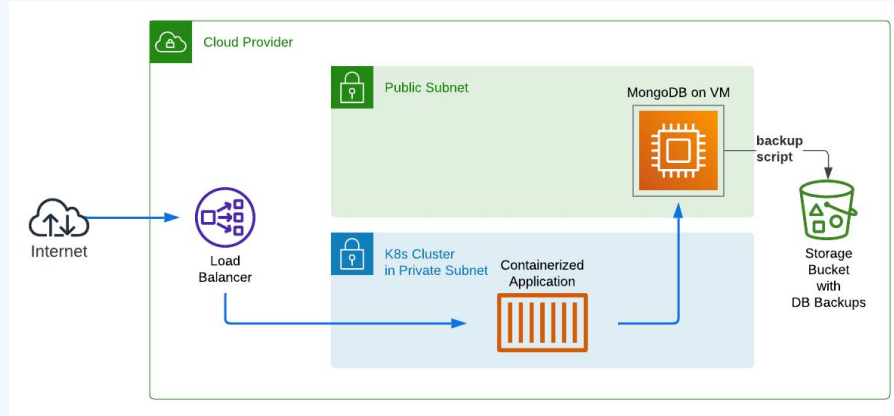 Cloud Provider
Public Subnet
MongoDB on VM
backup
script
Internet
Load
Balancer
K8s Cluster
in Private Subnet
Containerized
Application
Storage
Bucket
with
DB Backups